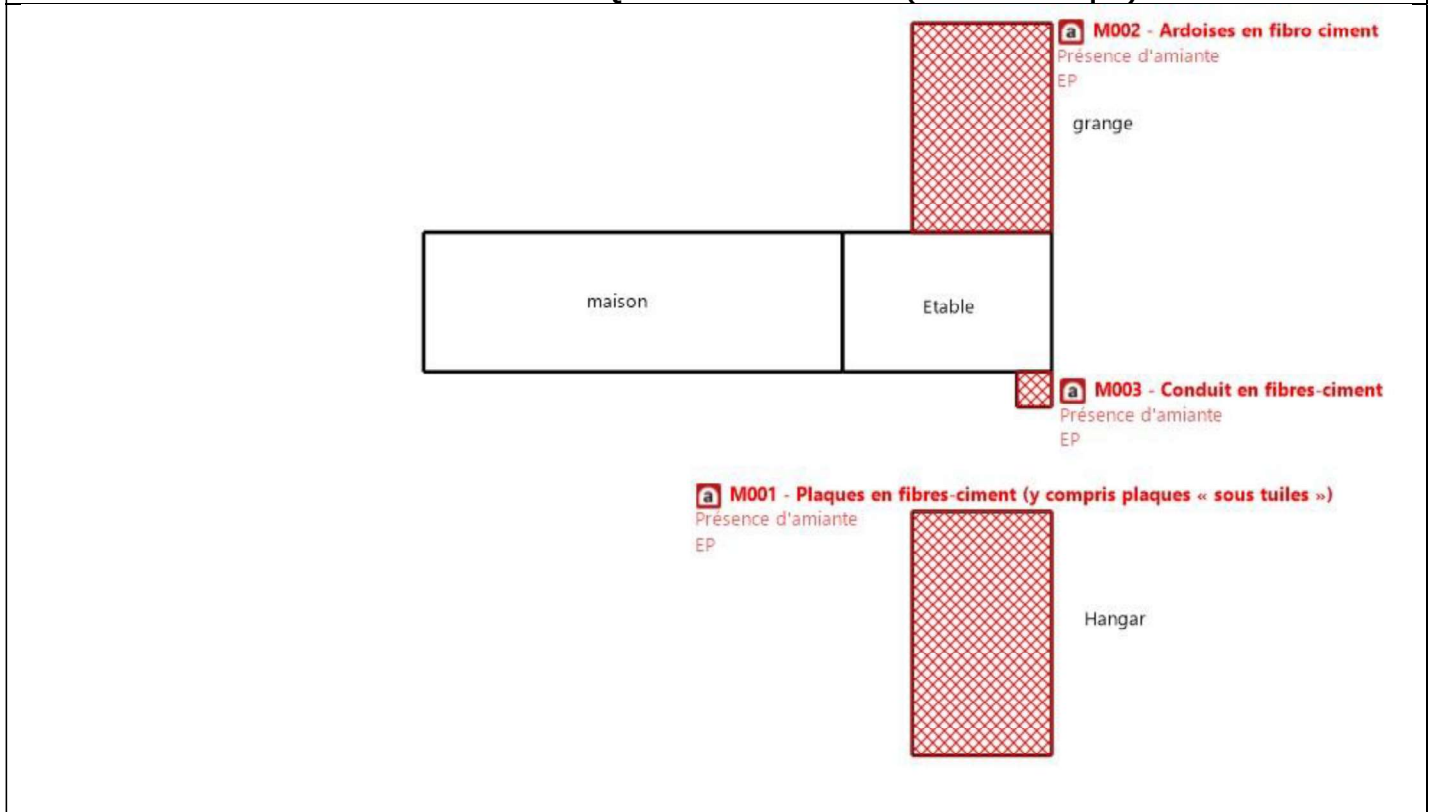 a M002 - Ardoises en fibro ciment
Présence d'amiante
EP
grange
maison
Etable
a M003 - Conduit en fibres-ciment
Présence d'amiante
EP
a M001 - Plaques en fibres-ciment (y compris plaques « sous tuiles »)
Présence d'amiante
EP
Hangar